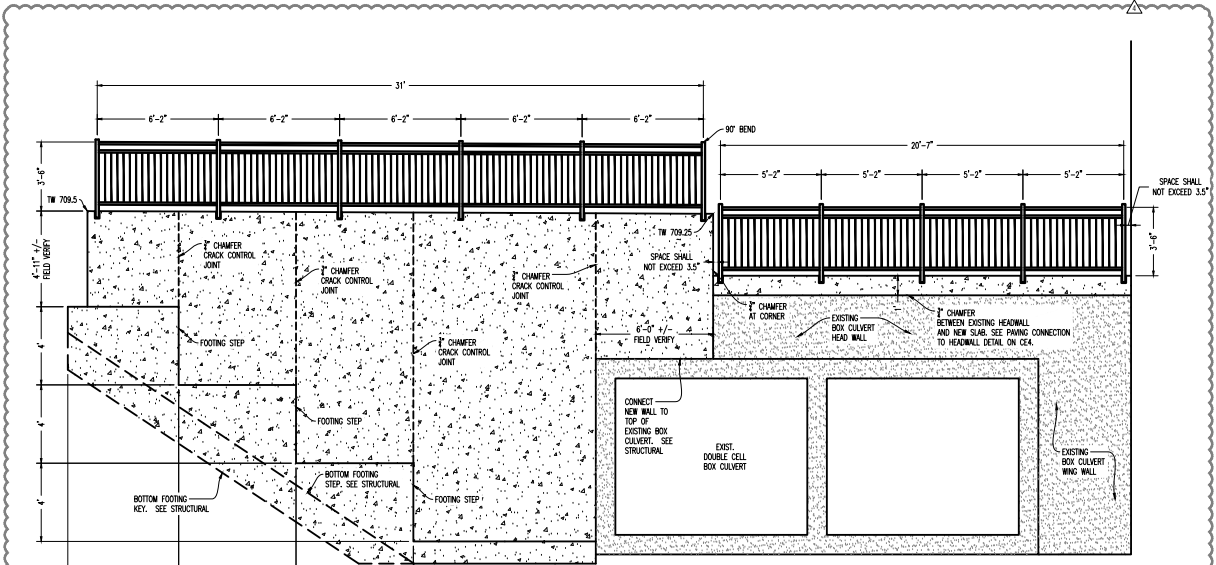 4
31'
6'-2" 6'-2" 6'-2" 6'-2" 6'-2"
90° BEND
20'-7"
5'-2" 5'-2" 5'-2" 5'-2"
SPACE SHALL
NOT EXCEED 3.5"
3'-6"
3'-6"
TW 709.5
TW 709.25
4'-11" +/-
FIELD VERIFY
CHAMFER
CRACK CONTROL
JOINT
CHAMFER
CRACK CONTROL
JOINT
CHAMFER
CRACK CONTROL
JOINT
SPACE SHALL
NOT EXCEED 3.5"
CHAMFER
AT CORNER
CHAMFER
BETWEEN EXISTING HEADWALL
AND NEW SLAB. SEE PAVING CONNECTION
TO HEADWALL DETAIL ON CE4.
EXISTING
BOX CULVERT
HEAD WALL
6'-0" +/-
FIELD VERIFY
CHAMFER
CRACK CONTROL
JOINT
FOOTING STEP
4'
CONNECT
NEW WALL TO
TOP OF
EXISTING BOX
CULVERT. SEE
STRUCTURAL
FOOTING STEP
4'
EXIST.
DOUBLE CELL
BOX CULVERT
EXISTING
BOX CULVERT
WING WALL
BOTTOM FOOTING
STEP. SEE STRUCTURAL
FOOTING STEP
BOTTOM FOOTING
KEY. SEE STRUCTURAL
4'